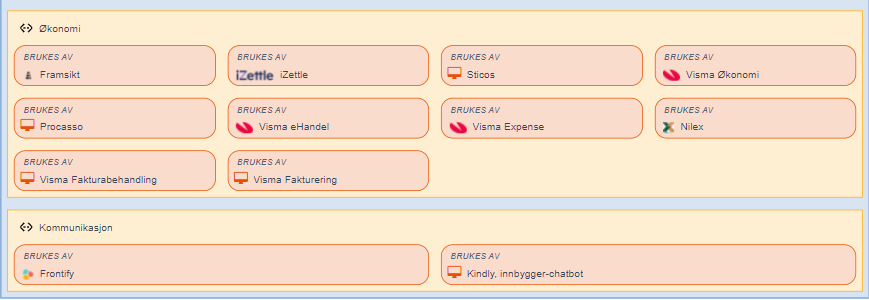 Økonomi
BRUKES AV BRUKES AV BRUKES AV BRUKES AV
Framsikt iZettle iZettle Sticos Visma Økonomi
BRUKES AV BRUKES AV BRUKES AV BRUKES AV
Procasso Visma eHandel Visma Expense Nilex
BRUKES AV BRUKES AV
Visma Fakturabehandling Visma Fakturering
Kommunikasjon
BRUKES AV BRUKES AV
Frontify Kindly, innbygger-chatbot